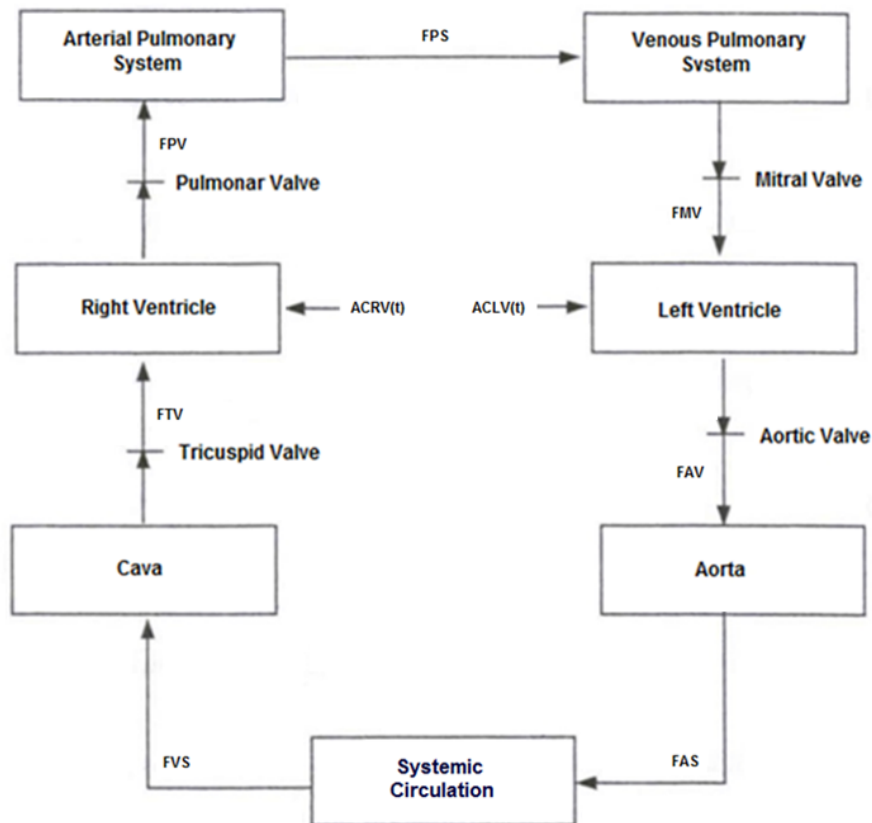 Arterial Pulmonary
System
FPS
Venous Pulmonary
Svstem
FPV
Pulmonar Valve
Mitral Valve
FMV
Right Ventricle
ACRV(t)
ACLV(t)
Left Ventricle
FTV
Tricuspid Valve
Aortic Valve
FAV
Cava
Aorta
FVS
Systemic
Circulation
FAS